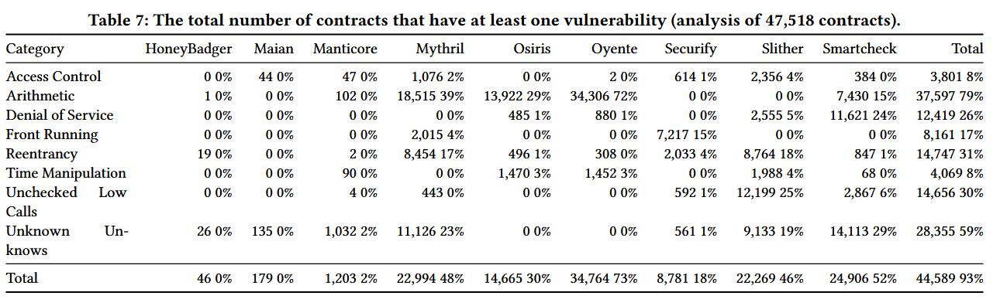 Table 7: The total number of contracts that have at least one vulnerability (analysis of 47,518 contracts).
Category HoneyBadger Maian Manticore Mythril Osiris Oyente Securify Slither Smartcheck Total
Access Control 0 0% 44 0% 47 0% 1,076 2% 0 0% 2 0% 614 1% 2,356 4% 384 0% 3,801 8%
Arithmetic 1 0% 0 0% 102 0% 18,515 39% 13,922 29% 34,306 72% 0 0% 0 0% 7,430 15% 37,597 79%
Denial of Service 0 0% 0 0% 0 0% 0 0% 485 1% 880 1% 0 0% 2,555 5% 11,621 24% 12,419 26%
Front Running 0 0% 0 0% 0 0% 2,015 4% 0 0% 0 0% 7,217 15% 0 0% 0 0% 8,161 17%
Reentrancy 19 0% 0 0% 2 0% 8,454 17% 496 1% 308 0% 2,033 4% 8,764 18% 847 1% 14,747 31%
Time Manipulation 0 0% 0 0% 90 0% 0 0% 1,470 3% 1,452 3% 0 0% 1,988 4% 68 0% 4,069 8%
Unchecked Low 0 0% 0 0% 4 0% 443 0% 0 0% 0 0% 592 1% 12,199 25% 2,867 6% 14,656 30%
Calls
Unknown Un- 26 0% 135 0% 1,032 2% 11,126 23% 0 0% 0 0% 561 1% 9,133 19% 14,113 29% 28,355 59%
knows
Total 46 0% 179 0% 1,203 2% 22,994 48% 14,665 30% 34,764 73% 8,781 18% 22,269 46% 24,906 52% 44,589 93%